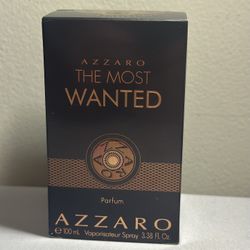 AZZARO
THE MOST
WANTED
Parfum
AZZARO
e 100 mL Vaporisateur Spray 3.38 Fl. Oz